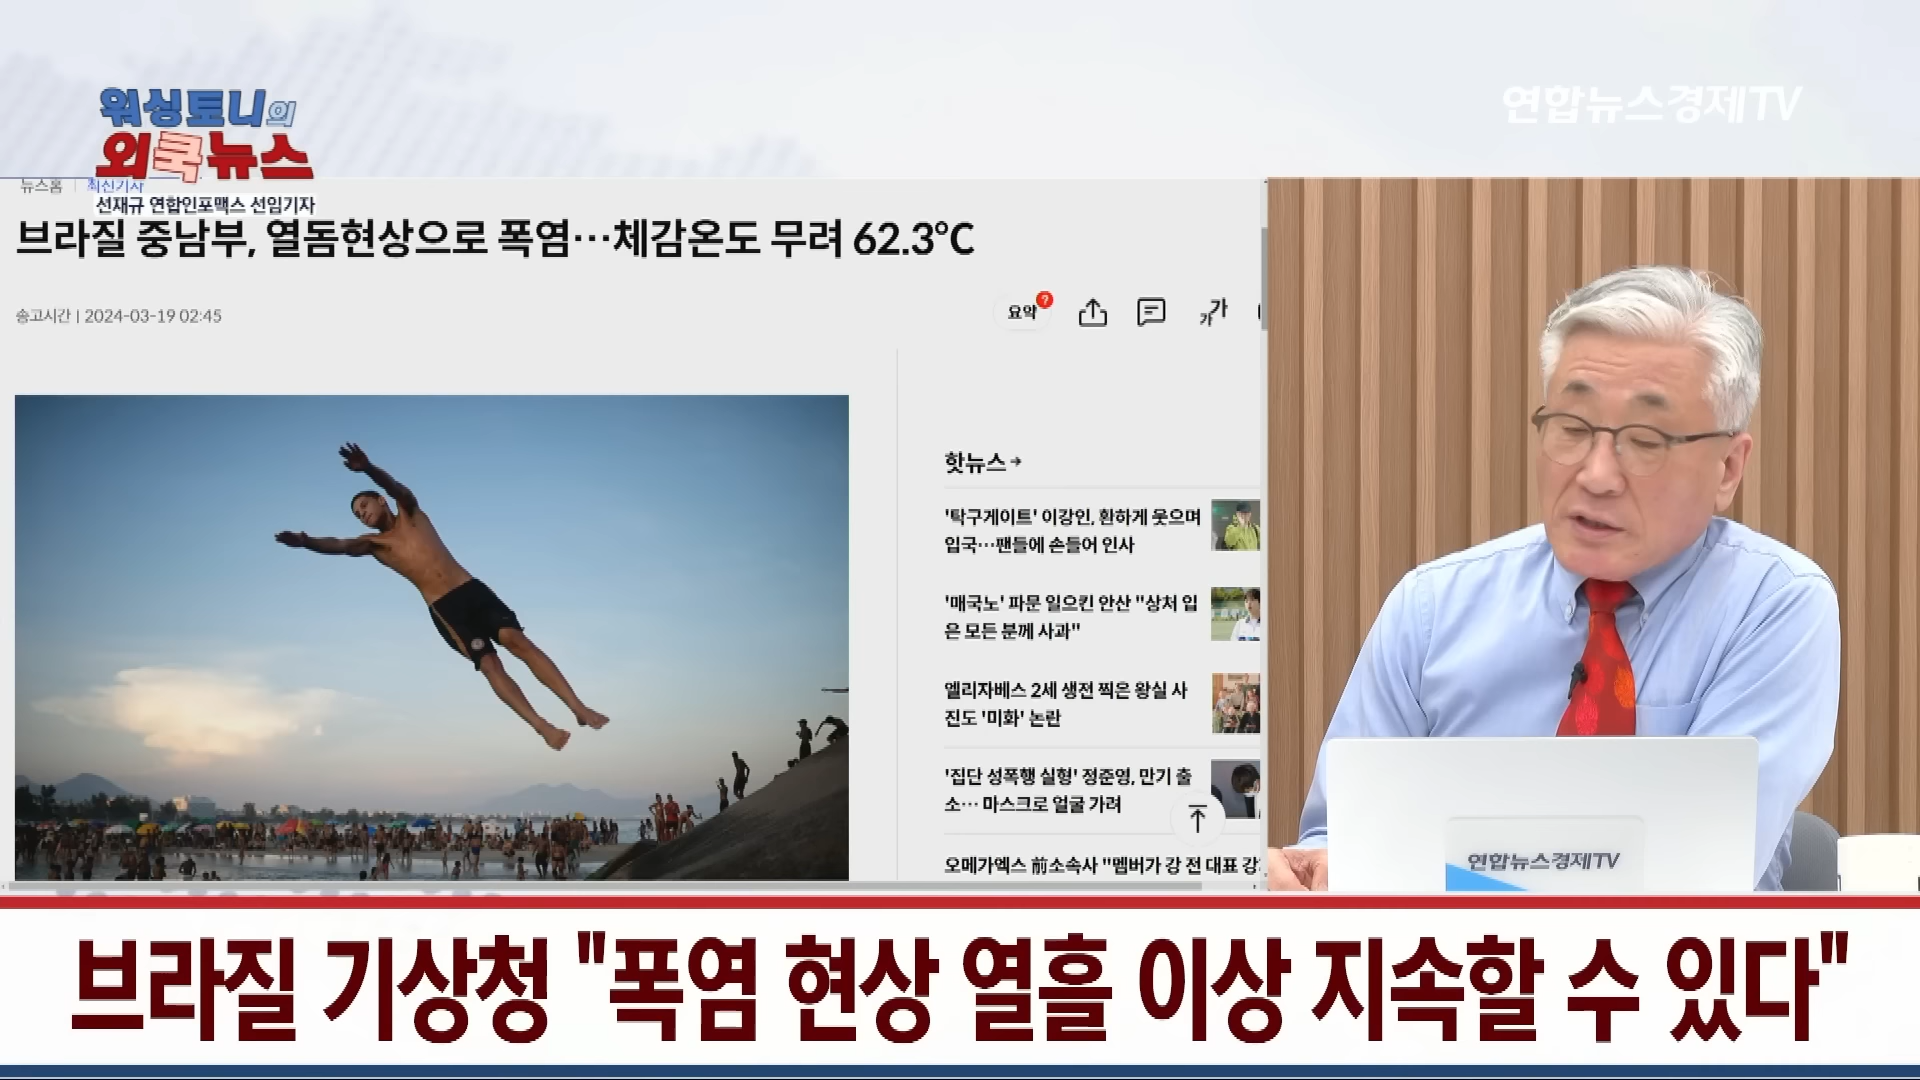 워싱토니의
외쿡뉴스
선재규 연합인포맥스 선임기자
연합뉴스경제TV
뉴스홈 | 최신기사
브라질 중남부, 열돔현상으로 폭염…체감온도 무려 62.3℃
송고시간 | 2024-03-19 02:45
요약 ?
가가
핫뉴스
'탁구게이트' 이강인, 환하게 웃으며
입국…팬들에 손들어 인사
'매국노' 파문 일으킨 안산 "상처 입
은 모든 분께 사과"
엘리자베스 2세 생전 찍은 황실 사
진도 '미화' 논란
'집단 성폭행 실형' 정준영, 만기 출
소… 마스크로 얼굴 가려
오메가엑스 前소속사 "멤버가 강 전 대표 강
연합뉴스경제TV
브라질 기상청 "폭염 현상 열흘 이상 지속할 수 있다"